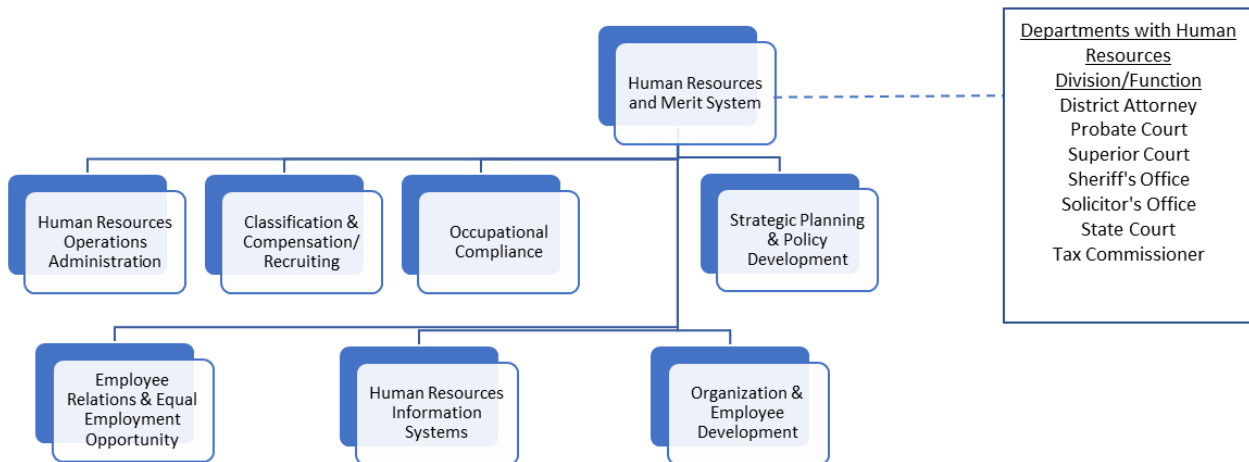 Departments with Human
Resources
Division/Function
District Attorney
Probate Court
Superior Court
Sheriff's Office
Solicitor's Office
State Court
Tax Commissioner
Human Resources
and Merit System
Human Resources
Operations
Administration
Classification &
Compensation/
Recruiting
Occupational
Compliance
Strategic Planning
& Policy
Development
Employee
Relations & Equal
Employment
Opportunity
Human Resources
Information
Systems
Organization &
Employee
Development